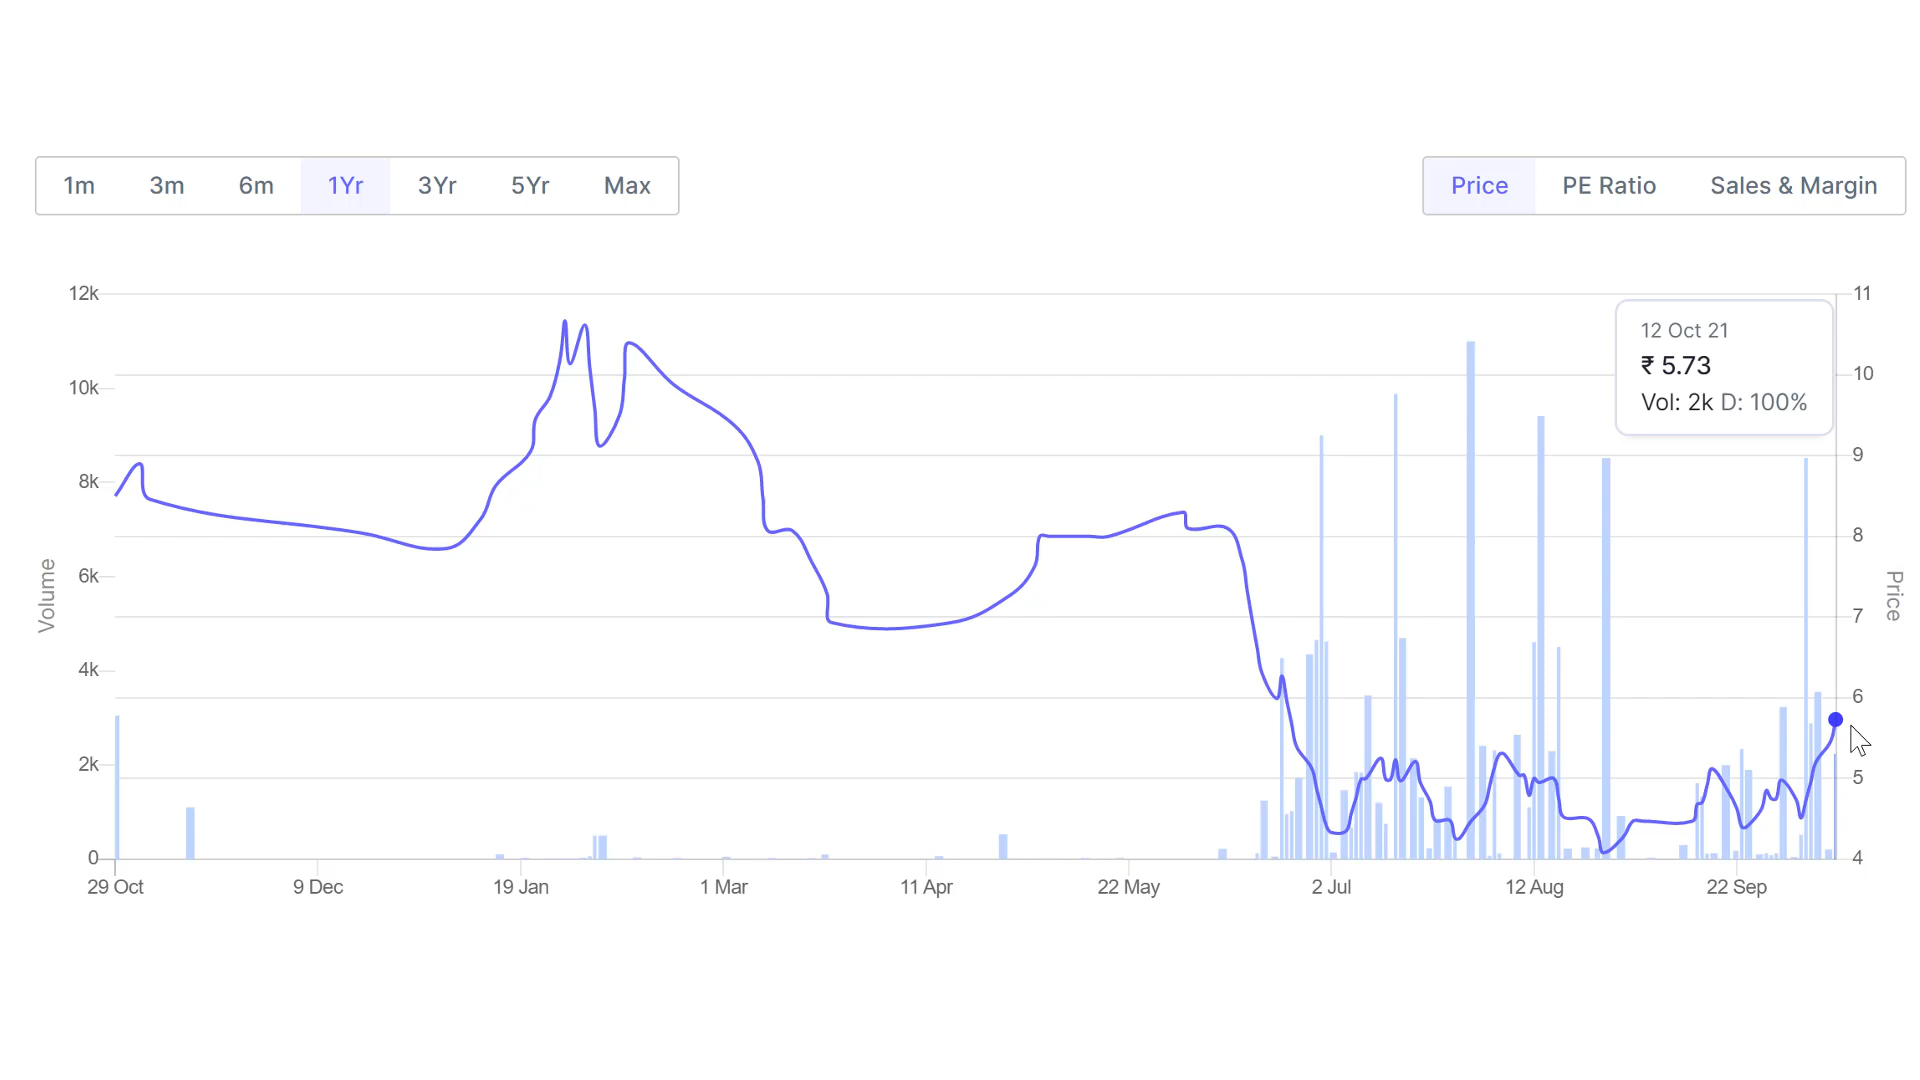 1m 3m 6m 1Yr 3Yr 5Yr Max
Price PE Ratio Sales & Margin
12k
10k
8k
6k
4k
2k
0
Volume
11
10
9
8
7
6
5
4
Price
12 Oct 21
₹ 5.73
Vol: 2k D: 100%
29 Oct 9 Dec 19 Jan 1 Mar 11 Apr 22 May 2 Jul 12 Aug 22 Sep